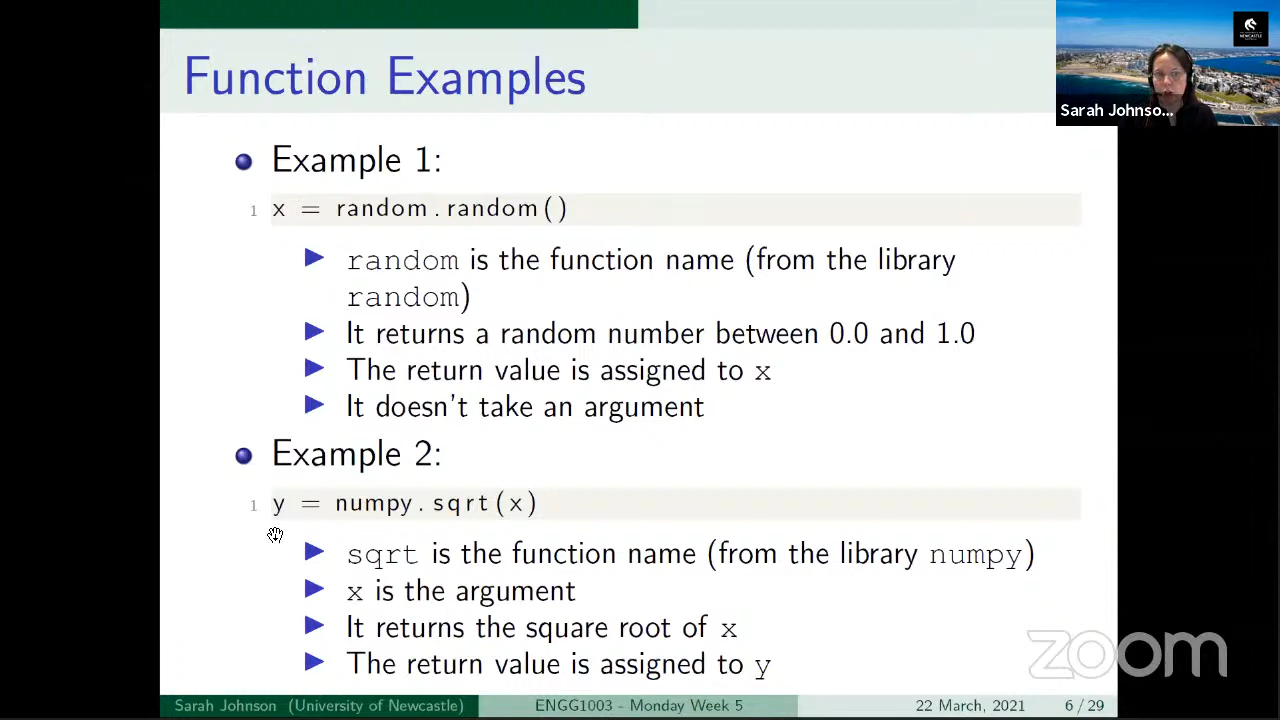 Function Examples
Sarah Johnso...
Example 1:
1 x = random.random()
random is the function name (from the library
random)
It returns a random number between 0.0 and 1.0
The return value is assigned to x
It doesn't take an argument
Example 2:
1 y = numpy.sqrt(x)
sqrt is the function name (from the library numpy)
x is the argument
It returns the square root of x
The return value is assigned to y
zoom
Sarah Johnson (University of Newcastle) ENGG1003 - Monday Week 5 22 March, 2021 6 / 29